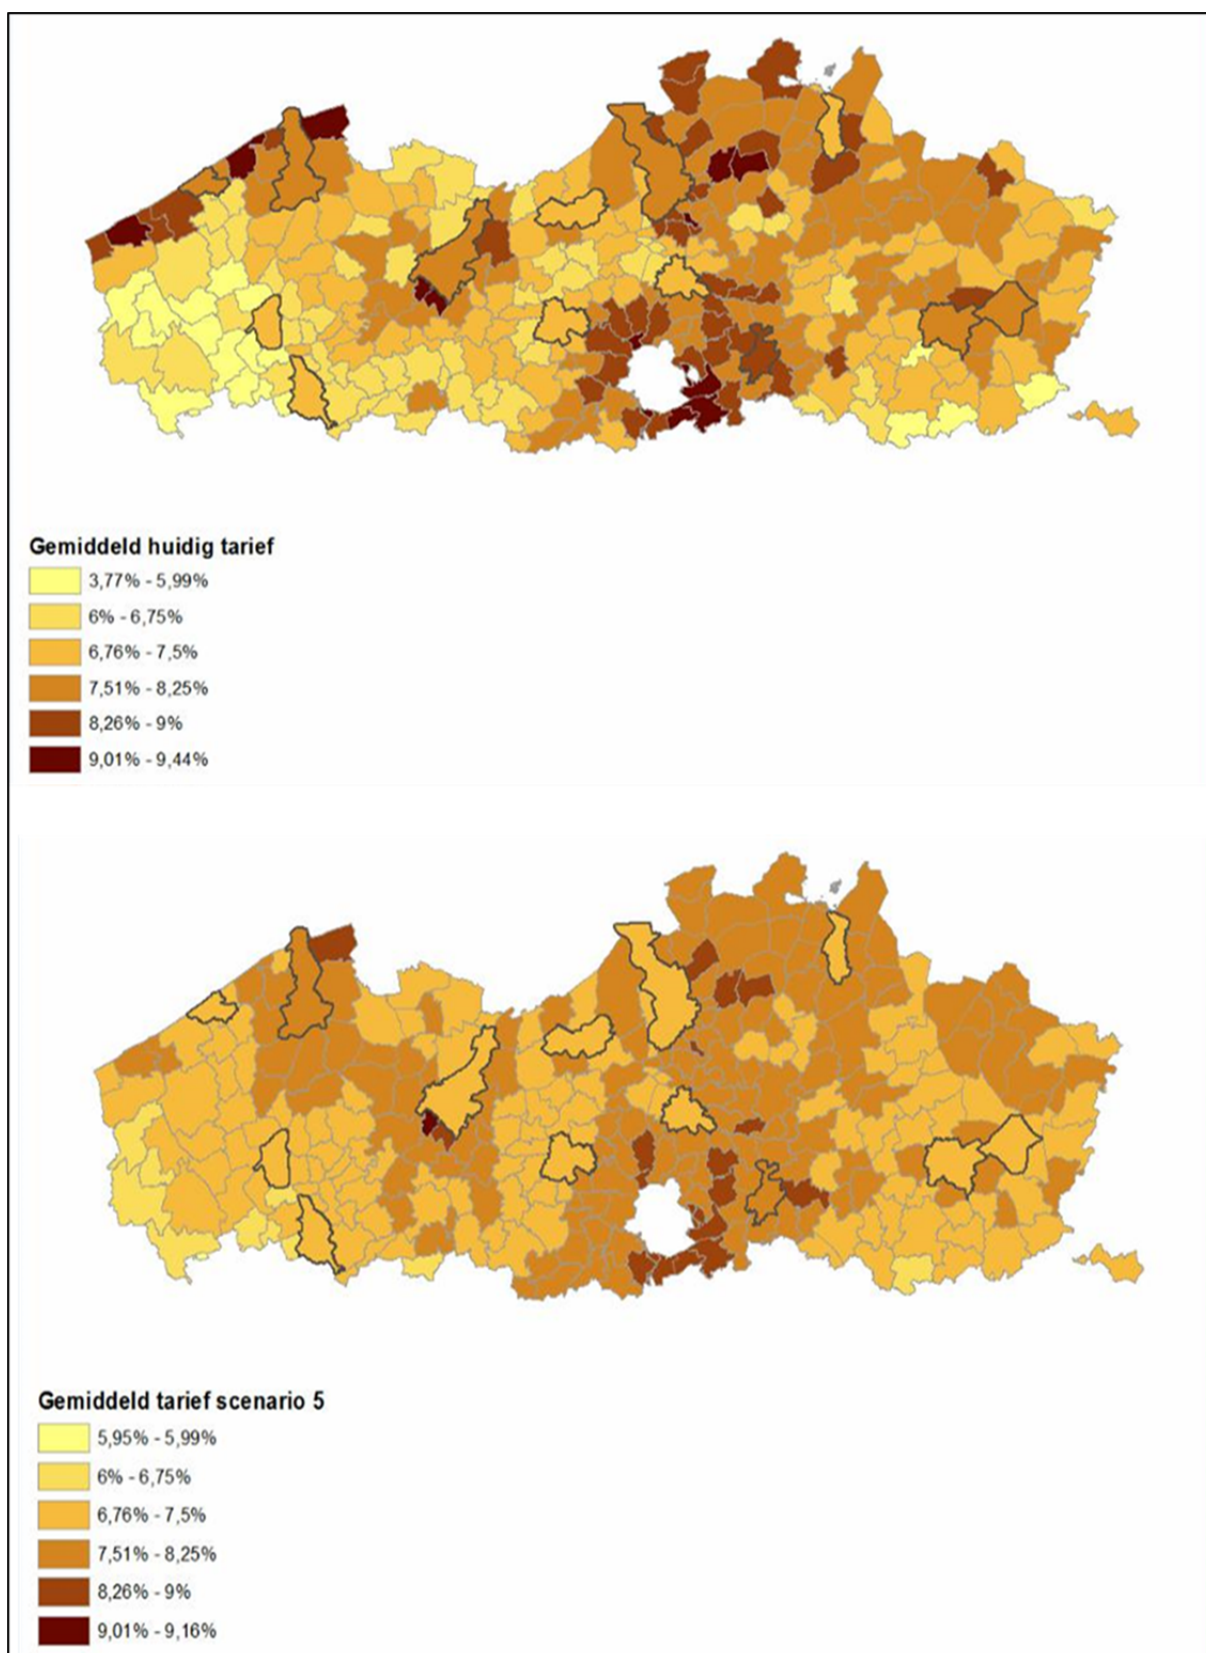 Gemiddeld huidig tarief
3,77% - 5,99%
6% - 6,75%
6,76% - 7,5%
7,51% - 8,25%
8,26% - 9%
9,01% - 9,44%
Gemiddeld tarief scenario 5
5,95% - 5,99%
6% - 6,75%
6,76% - 7,5%
7,51% - 8,25%
8,26% - 9%
9,01% - 9,16%